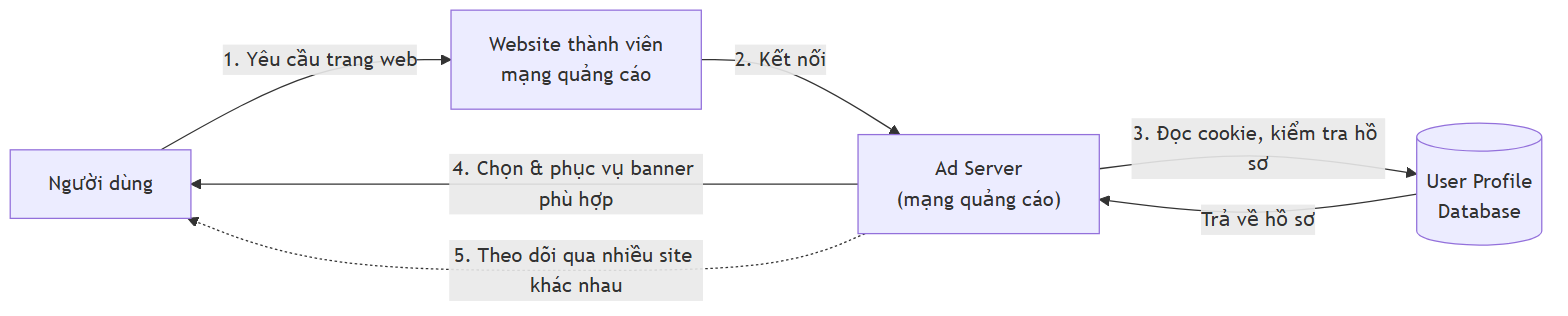 1. Yêu cầu trang web
Website thành viên
mạng quảng cáo
2. Kết nối
Người dùng
4. Chọn & phục vụ banner
phù hợp
Ad Server
(mạng quảng cáo)
3. Đọc cookie, kiểm tra hồ
sơ
Trả về hồ sơ
User Profile
Database
5. Theo dõi qua nhiều site
khác nhau